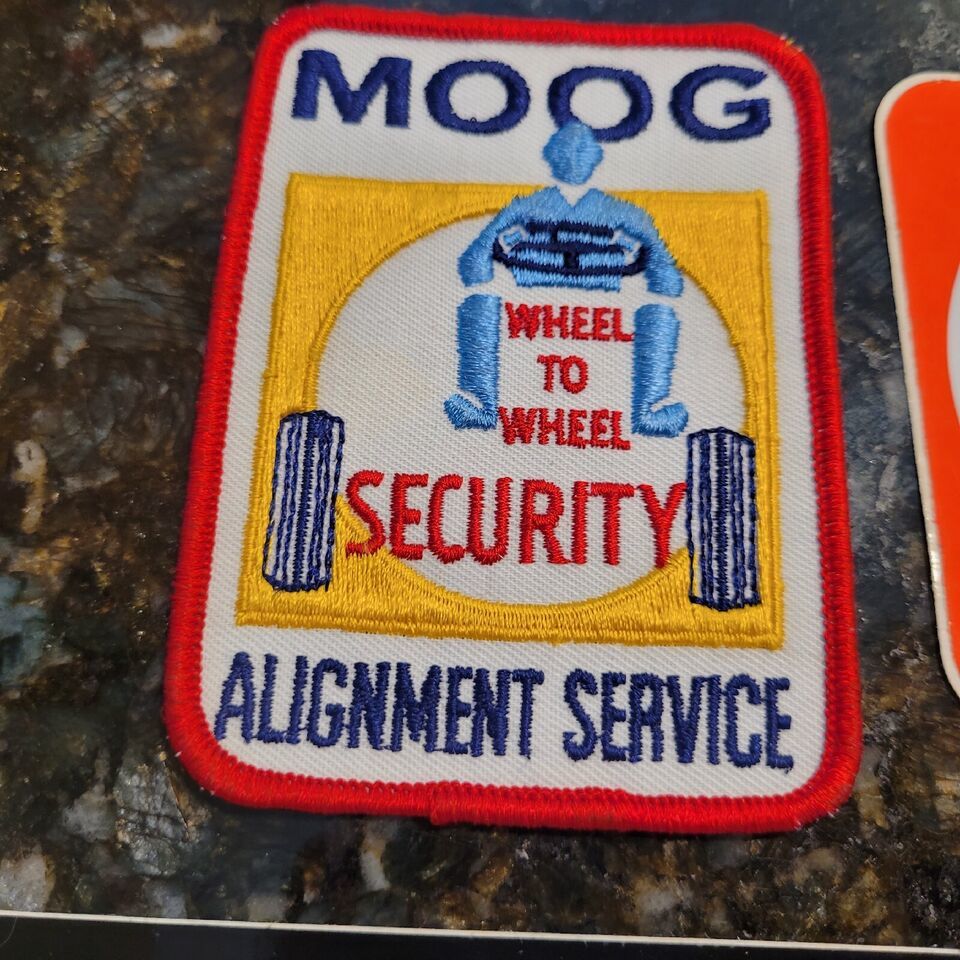 MOOG
WHEEL
TO
WHEEL
SECURITY
ALIGNMENT SERVICE